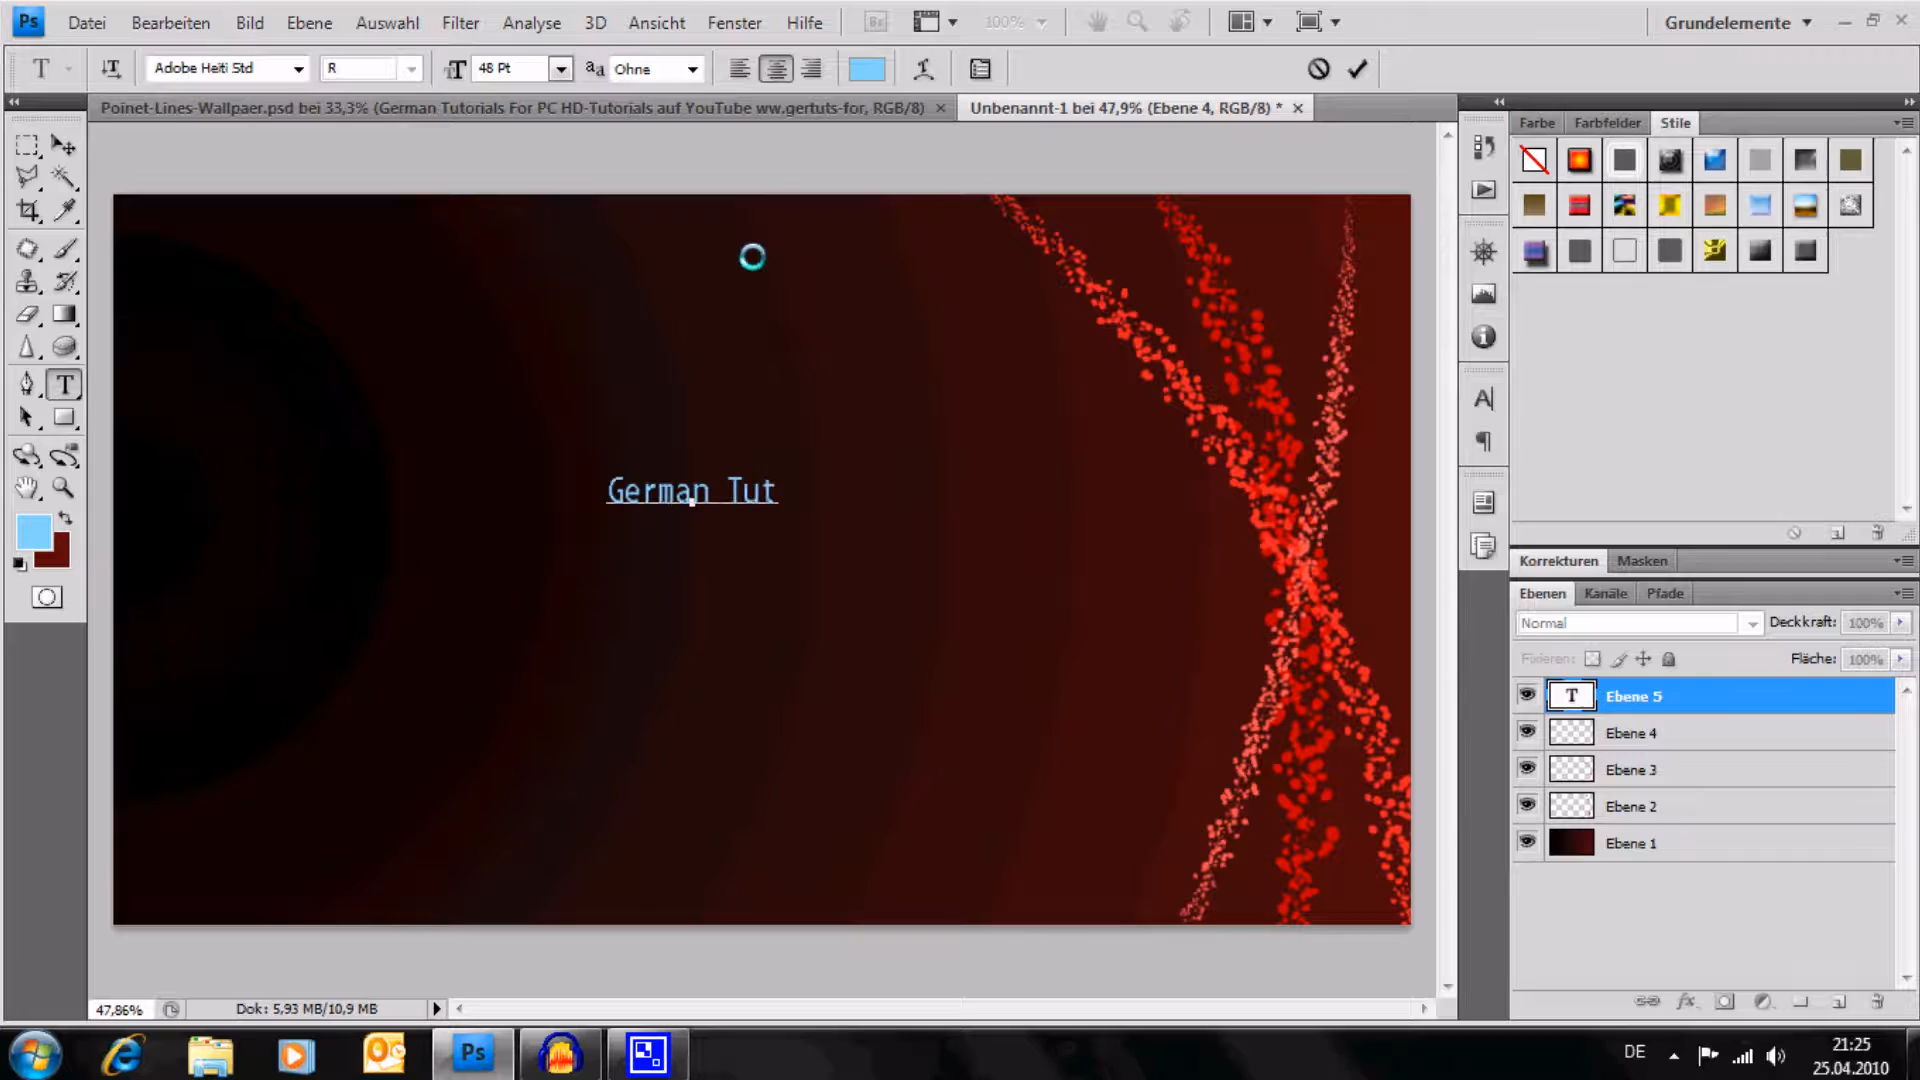 Ps Datei Bearbeiten Bild Ebene Auswahl Filter Analyse 3D Ansicht Fenster Hilfe Br 100% Grundelemente
T Adobe Heiti Std R T 48 Pt aa Ohne
Poinet-Lines-Wallpaer.psd bei 33,3% (German Tutorials For PC HD-Tutorials auf YouTube ww.gertuts-for, RGB/8) × Unbenannt-1 bei 47,9% (Ebene 4, RGB/8) * ×
Farbe Farbfelder Stile
German Tut
Korrekturen Masken
Ebenen Kanäle Pfade
Normal Deckkraft: 100%
Fixieren: Fläche: 100%
T Ebene 5
Ebene 4
Ebene 3
Ebene 2
Ebene 1
47,86% Dok: 5,93 MB/10,9 MB
Ps DE 21:25
25.04.2010